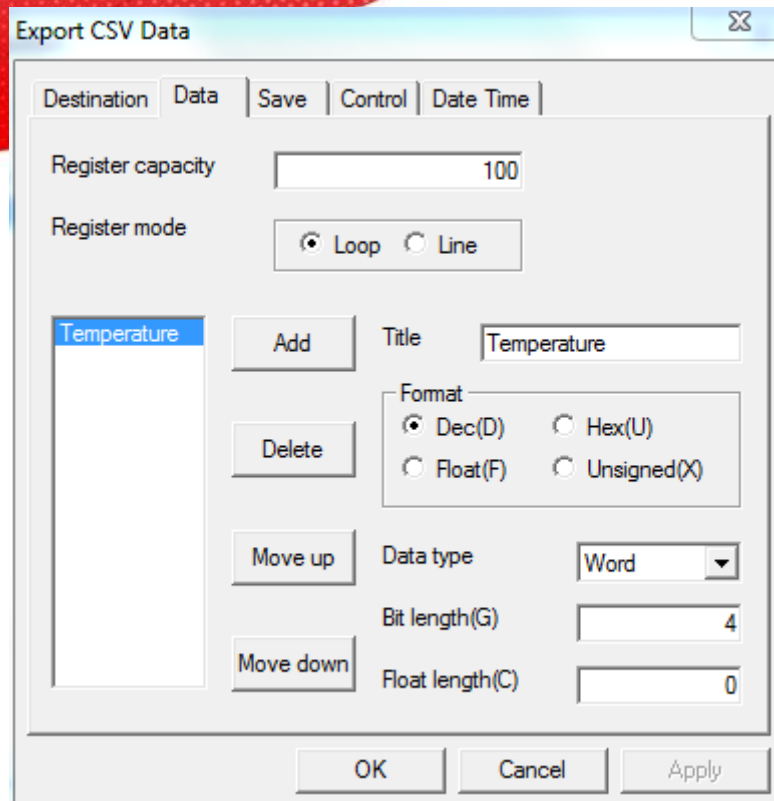 Export CSV Data
Destination Data Save Control Date Time
Register capacity 100
Register mode Loop Line
Temperature Add Title Temperature
Format
Dec(D) Hex(U)
Delete
Float(F) Unsigned(X)
Move up Data type Word
Bit length(G) 4
Move down Float length(C) 0
OK Cancel Apply